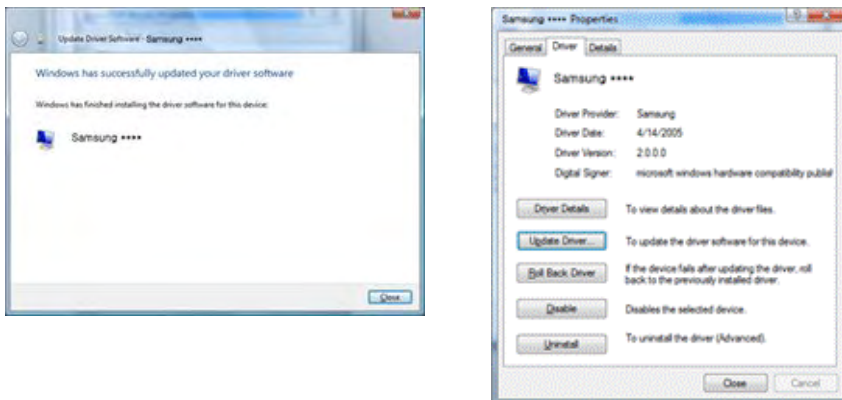 Update Driver Software - Samsung ••••
Windows has successfully updated your driver software
Windows has finished installing the driver software for this device:
Samsung ••••
Close
Samsung •••• Properties
General Driver Details
Samsung ••••
Driver Provider: Samsung
Driver Date: 4/14/2005
Driver Version: 2.0.0.0
Digital Signer: microsoft windows hardware compatibility publisl
Driver Details To view details about the driver files.
Update Driver... To update the driver software for this device.
Roll Back Driver If the device fails after updating the driver, roll
back to the previously installed driver.
Disable Disables the selected device.
Uninstall To uninstall the driver (Advanced).
Close Cancel